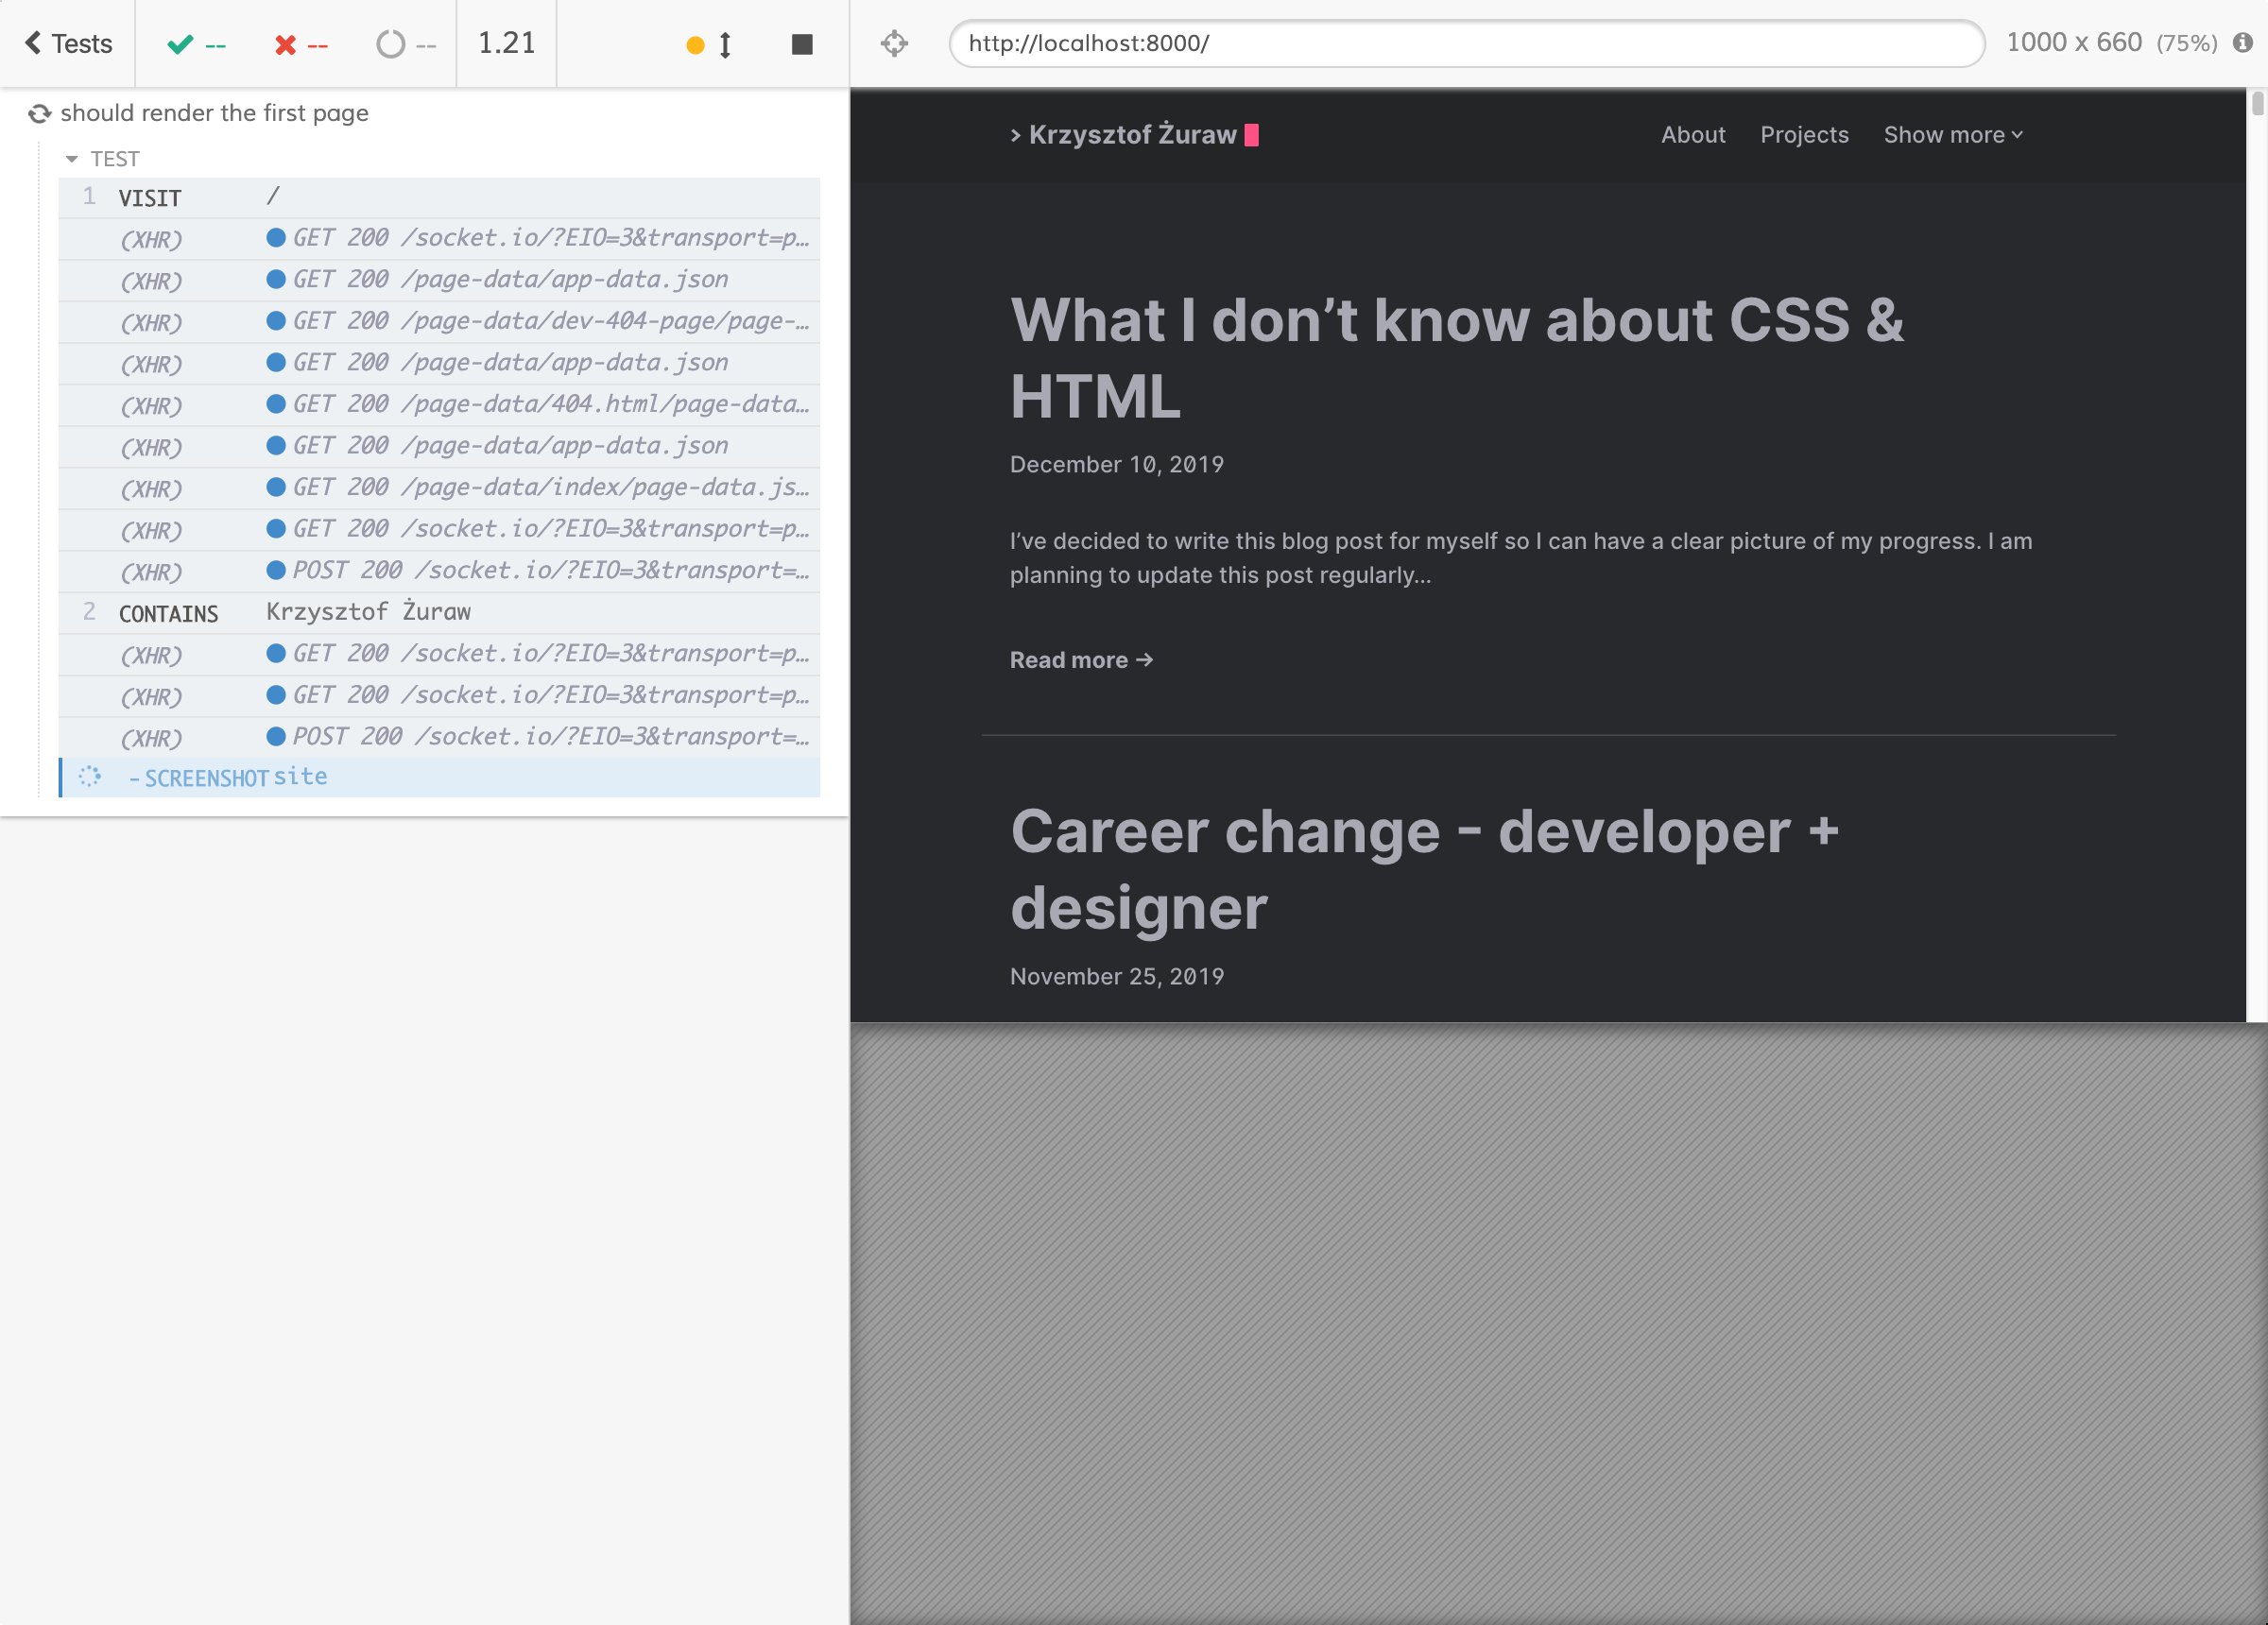 Tests -- -- -- 1.21
http://localhost:8000/ 1000 x 660 (75%)
should render the first page
TEST
1 VISIT /
(XHR) GET 200 /socket.io/?EIO=3&transport=p…
(XHR) GET 200 /page-data/app-data.json
(XHR) GET 200 /page-data/dev-404-page/page-…
(XHR) GET 200 /page-data/app-data.json
(XHR) GET 200 /page-data/404.html/page-data…
(XHR) GET 200 /page-data/app-data.json
(XHR) GET 200 /page-data/index/page-data.js…
(XHR) GET 200 /socket.io/?EIO=3&transport=p…
(XHR) POST 200 /socket.io/?EIO=3&transport=…
2 CONTAINS Krzysztof Żuraw
(XHR) GET 200 /socket.io/?EIO=3&transport=p…
(XHR) GET 200 /socket.io/?EIO=3&transport=p…
(XHR) POST 200 /socket.io/?EIO=3&transport=…
- SCREENSHOT site
> Krzysztof Żuraw
About Projects Show more
What I don’t know about CSS &
HTML
December 10, 2019
I’ve decided to write this blog post for myself so I can have a clear picture of my progress. I am
planning to update this post regularly…
Read more →
Career change - developer +
designer
November 25, 2019